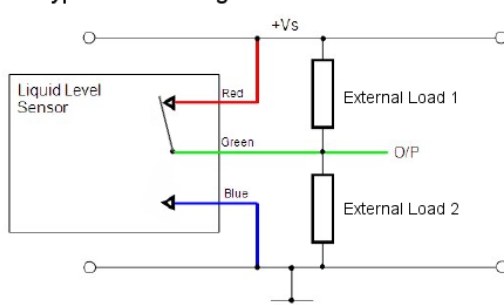 +Vs
Liquid Level
Sensor
Red
External Load 1
Green
O/P
Blue
External Load 2